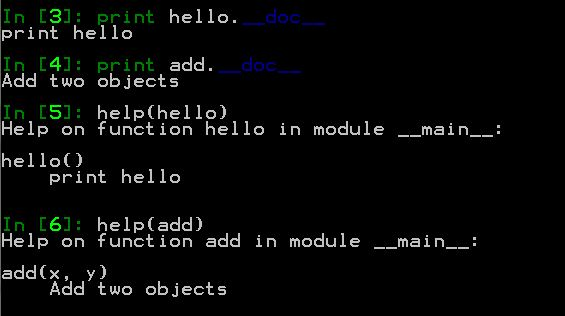 In [3]: print hello.__doc__
print hello
In [4]: print add.__doc__
Add two objects
In [5]: help(hello)
Help on function hello in module __main__:
hello()
    print hello
In [6]: help(add)
Help on function add in module __main__:
add(x, y)
    Add two objects